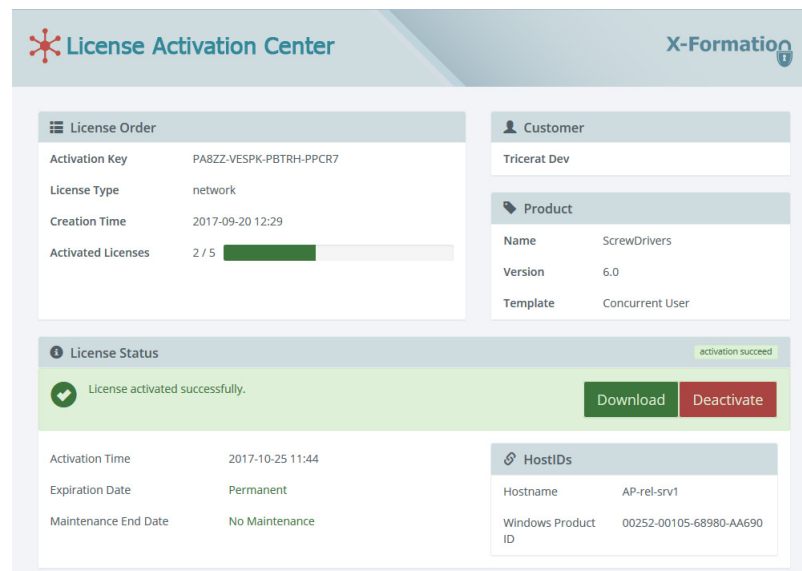 License Activation Center
X-Formation
License Order
Activation Key PA8ZZ-VESPK-PBTRH-PPCR7
License Type network
Creation Time 2017-09-20 12:29
Activated Licenses 2 / 5
Customer
Tricerat Dev
Product
Name ScrewDrivers
Version 6.0
Template Concurrent User
License Status
activation succeed
License activated successfully.
Download
Deactivate
Activation Time 2017-10-25 11:44
Expiration Date Permanent
Maintenance End Date No Maintenance
HostIDs
Hostname AP-rel-srv1
Windows Product 00252-00105-68980-AA690
ID